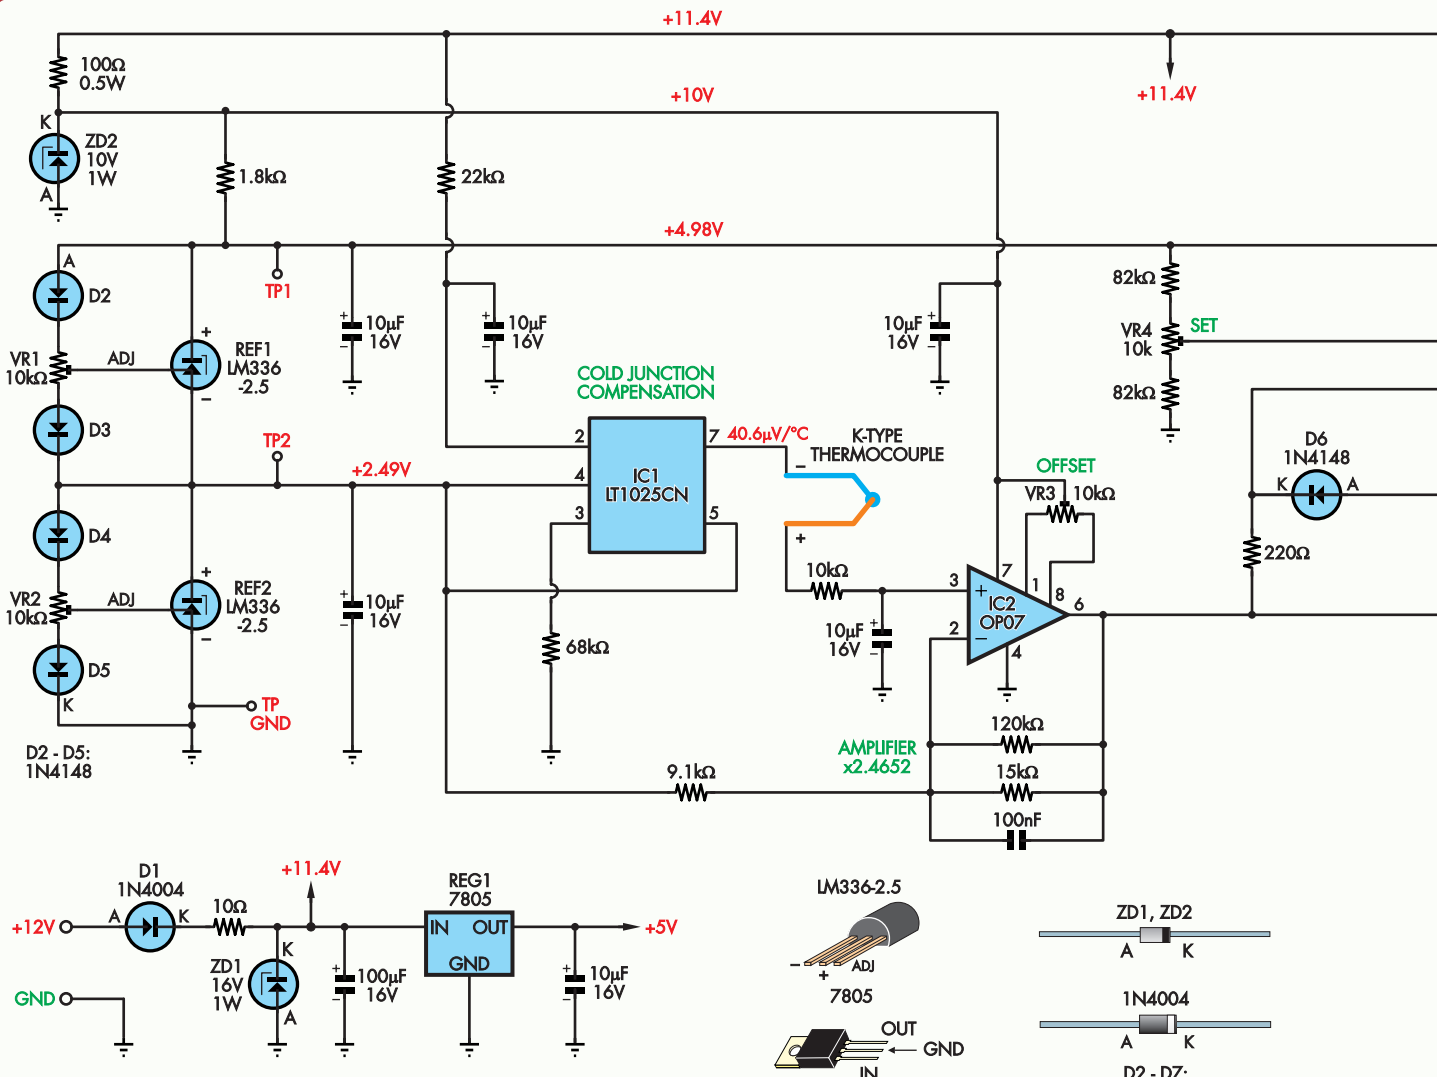 +11.4V
100Ω
0.5W
+11.4V
+10V
K
ZD2
10V
1W
A
1.8kΩ
22kΩ
+4.98V
A
D2
TP1
10µF
16V
10µF
16V
10µF
16V
82kΩ
VR4
10k
SET
82kΩ
VR1
10kΩ
ADJ
REF1
LM336
-2.5
D3
COLD JUNCTION
COMPENSATION
TP2
+2.49V
2
7
40.6µV/°C
4
IC1
LT1025CN
3
5
K-TYPE
THERMOCOUPLE
OFFSET
VR3
10kΩ
D6
1N4148
K
A
220Ω
D4
VR2
10kΩ
ADJ
REF2
LM336
-2.5
10µF
16V
68kΩ
10kΩ
3
7
1
8
6
IC2
OP07
2
4
10µF
16V
D5
K
TP
GND
D2 - D5:
1N4148
AMPLIFIER
x2.4652
120kΩ
9.1kΩ
15kΩ
100nF
D1
1N4004
+12V
A
K
10Ω
+11.4V
REG1
7805
IN
OUT
GND
+5V
K
ZD1
16V
1W
A
100µF
16V
10µF
16V
GND
LM336-2.5
–
+
ADJ
7805
OUT
GND
IN
ZD1, ZD2
A
K
1N4004
A
K
D2 - D7: